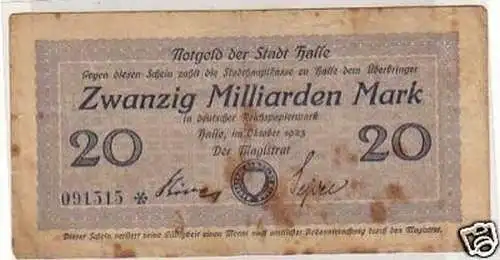 Notgeld der Stadt Halle
Gegen diesen Schein zahlt die Stadthauptkasse zu Halle dem Überbringer
Zwanzig Milliarden Mark
in deutscher Reichspapiermark
Halle, im Oktober 1923
20 Der Magistrat 20
091515 *
Dieser Schein verliert seine Gültigkeit einen Monat nach amtlicher Bekanntmachung durch den Magistrat.
ebay